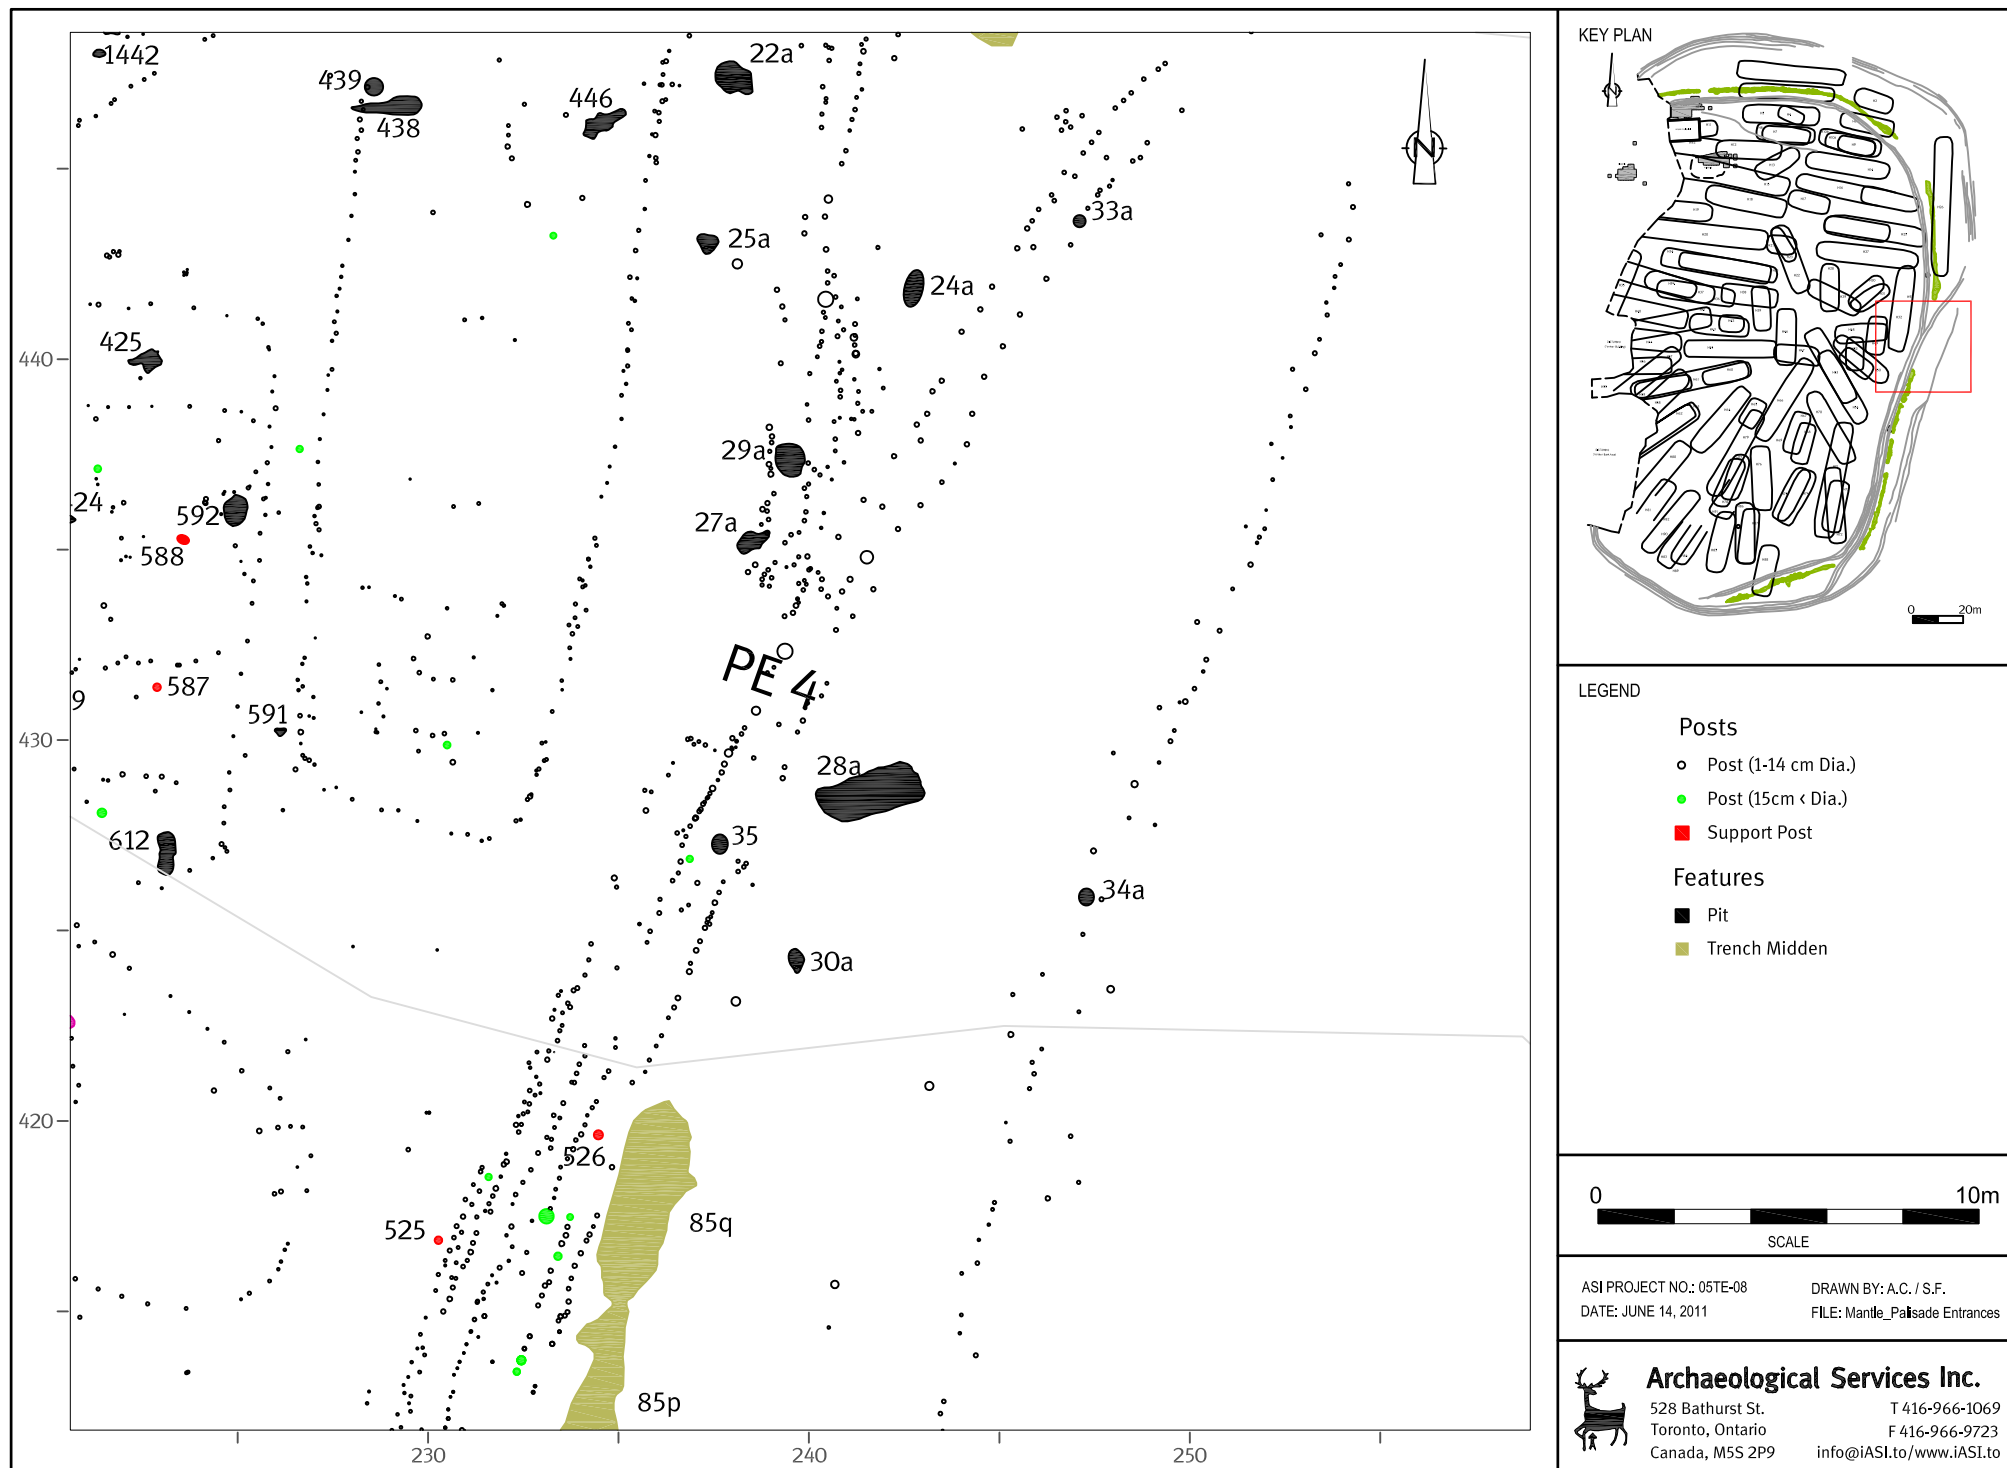 1442
439
438
446
22a
25a
24a
33a
425
440
29a
27a
24
592
588
587
9
591
430
PE 4
28a
612
35
34a
30a
420
526
525
85q
85p
230
240
250
N
KEY PLAN
0 20m
LEGEND
Posts
Post (1-14 cm Dia.)
Post (15cm < Dia.)
Support Post
Features
Pit
Trench Midden
0 10m
SCALE
ASI PROJECT NO.: 05TE-08 DRAWN BY: A.C. / S.F.
DATE: JUNE 14, 2011 FILE: Mantle_Palisade Entrances
Archaeological Services Inc.
528 Bathurst St. T 416-966-1069
Toronto, Ontario F 416-966-9723
Canada, M5S 2P9 info@iASI.to/www.iASI.to